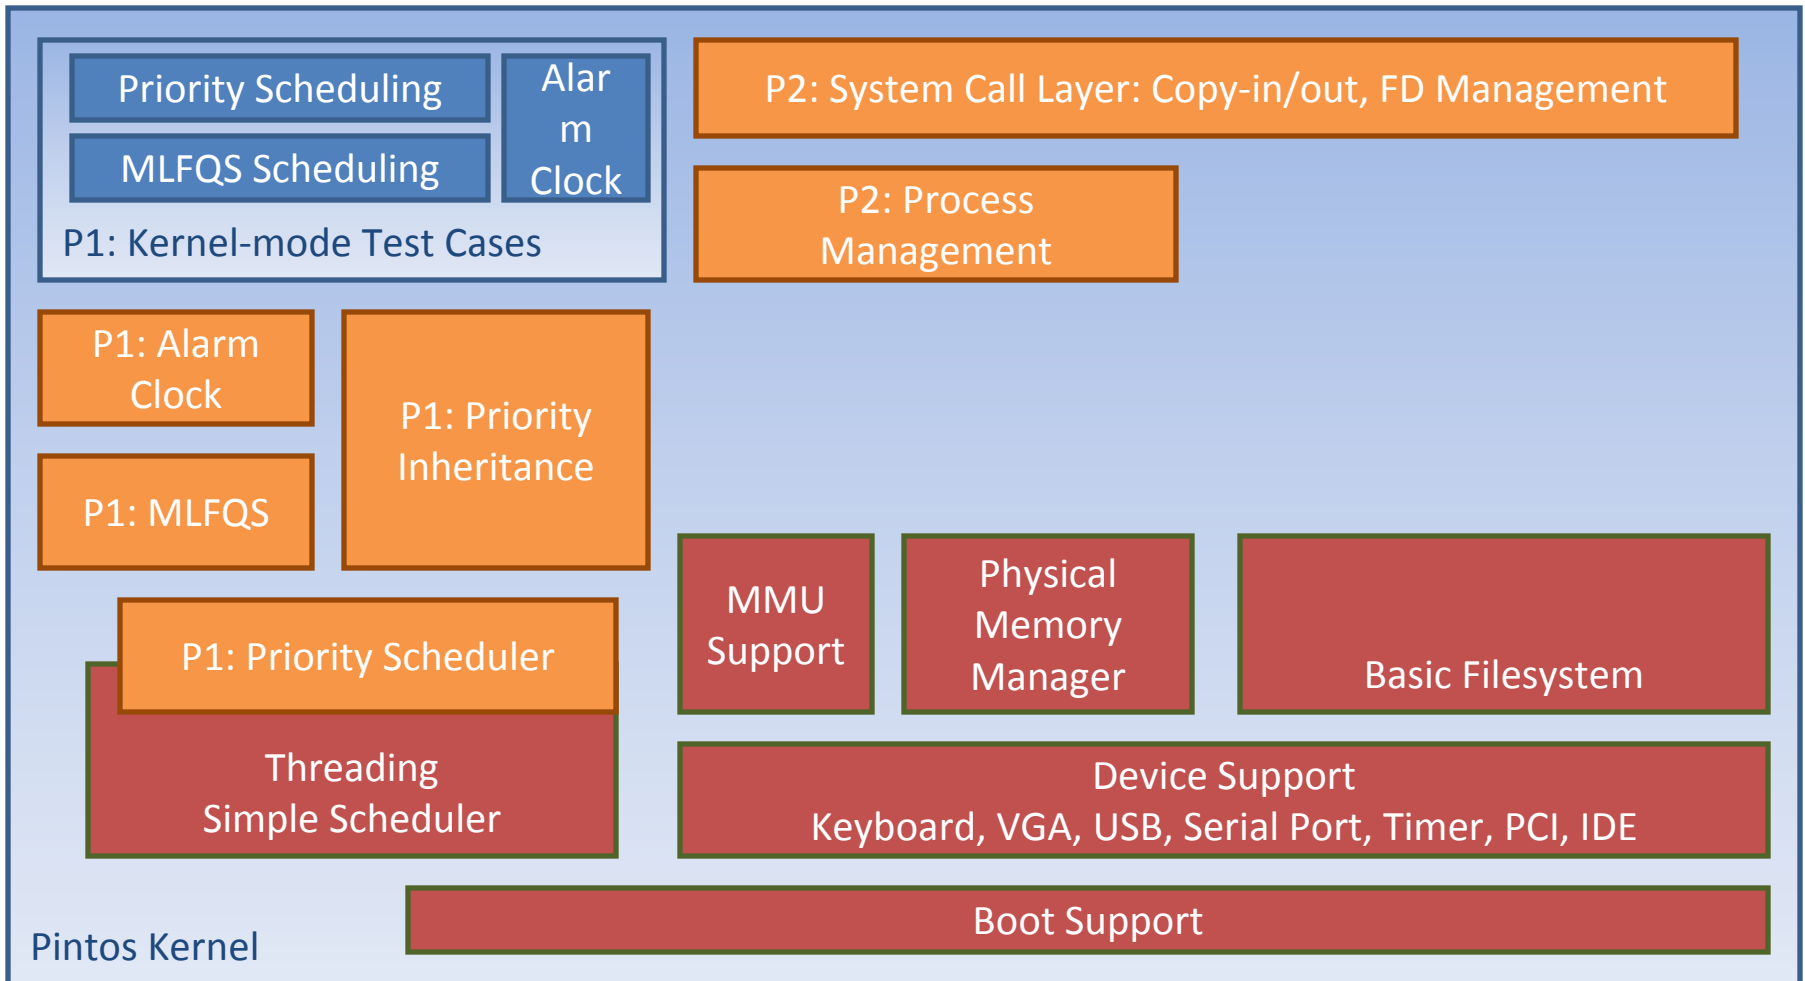 Priority Scheduling
MLFQS Scheduling
Alar
m
Clock
P1: Kernel-mode Test Cases
P2: System Call Layer: Copy-in/out, FD Management
P2: Process
Management
P1: Alarm
Clock
P1: Priority
Inheritance
P1: MLFQS
P1: Priority Scheduler
Threading
Simple Scheduler
MMU
Support
Physical
Memory
Manager
Basic Filesystem
Device Support
Keyboard, VGA, USB, Serial Port, Timer, PCI, IDE
Boot Support
Pintos Kernel